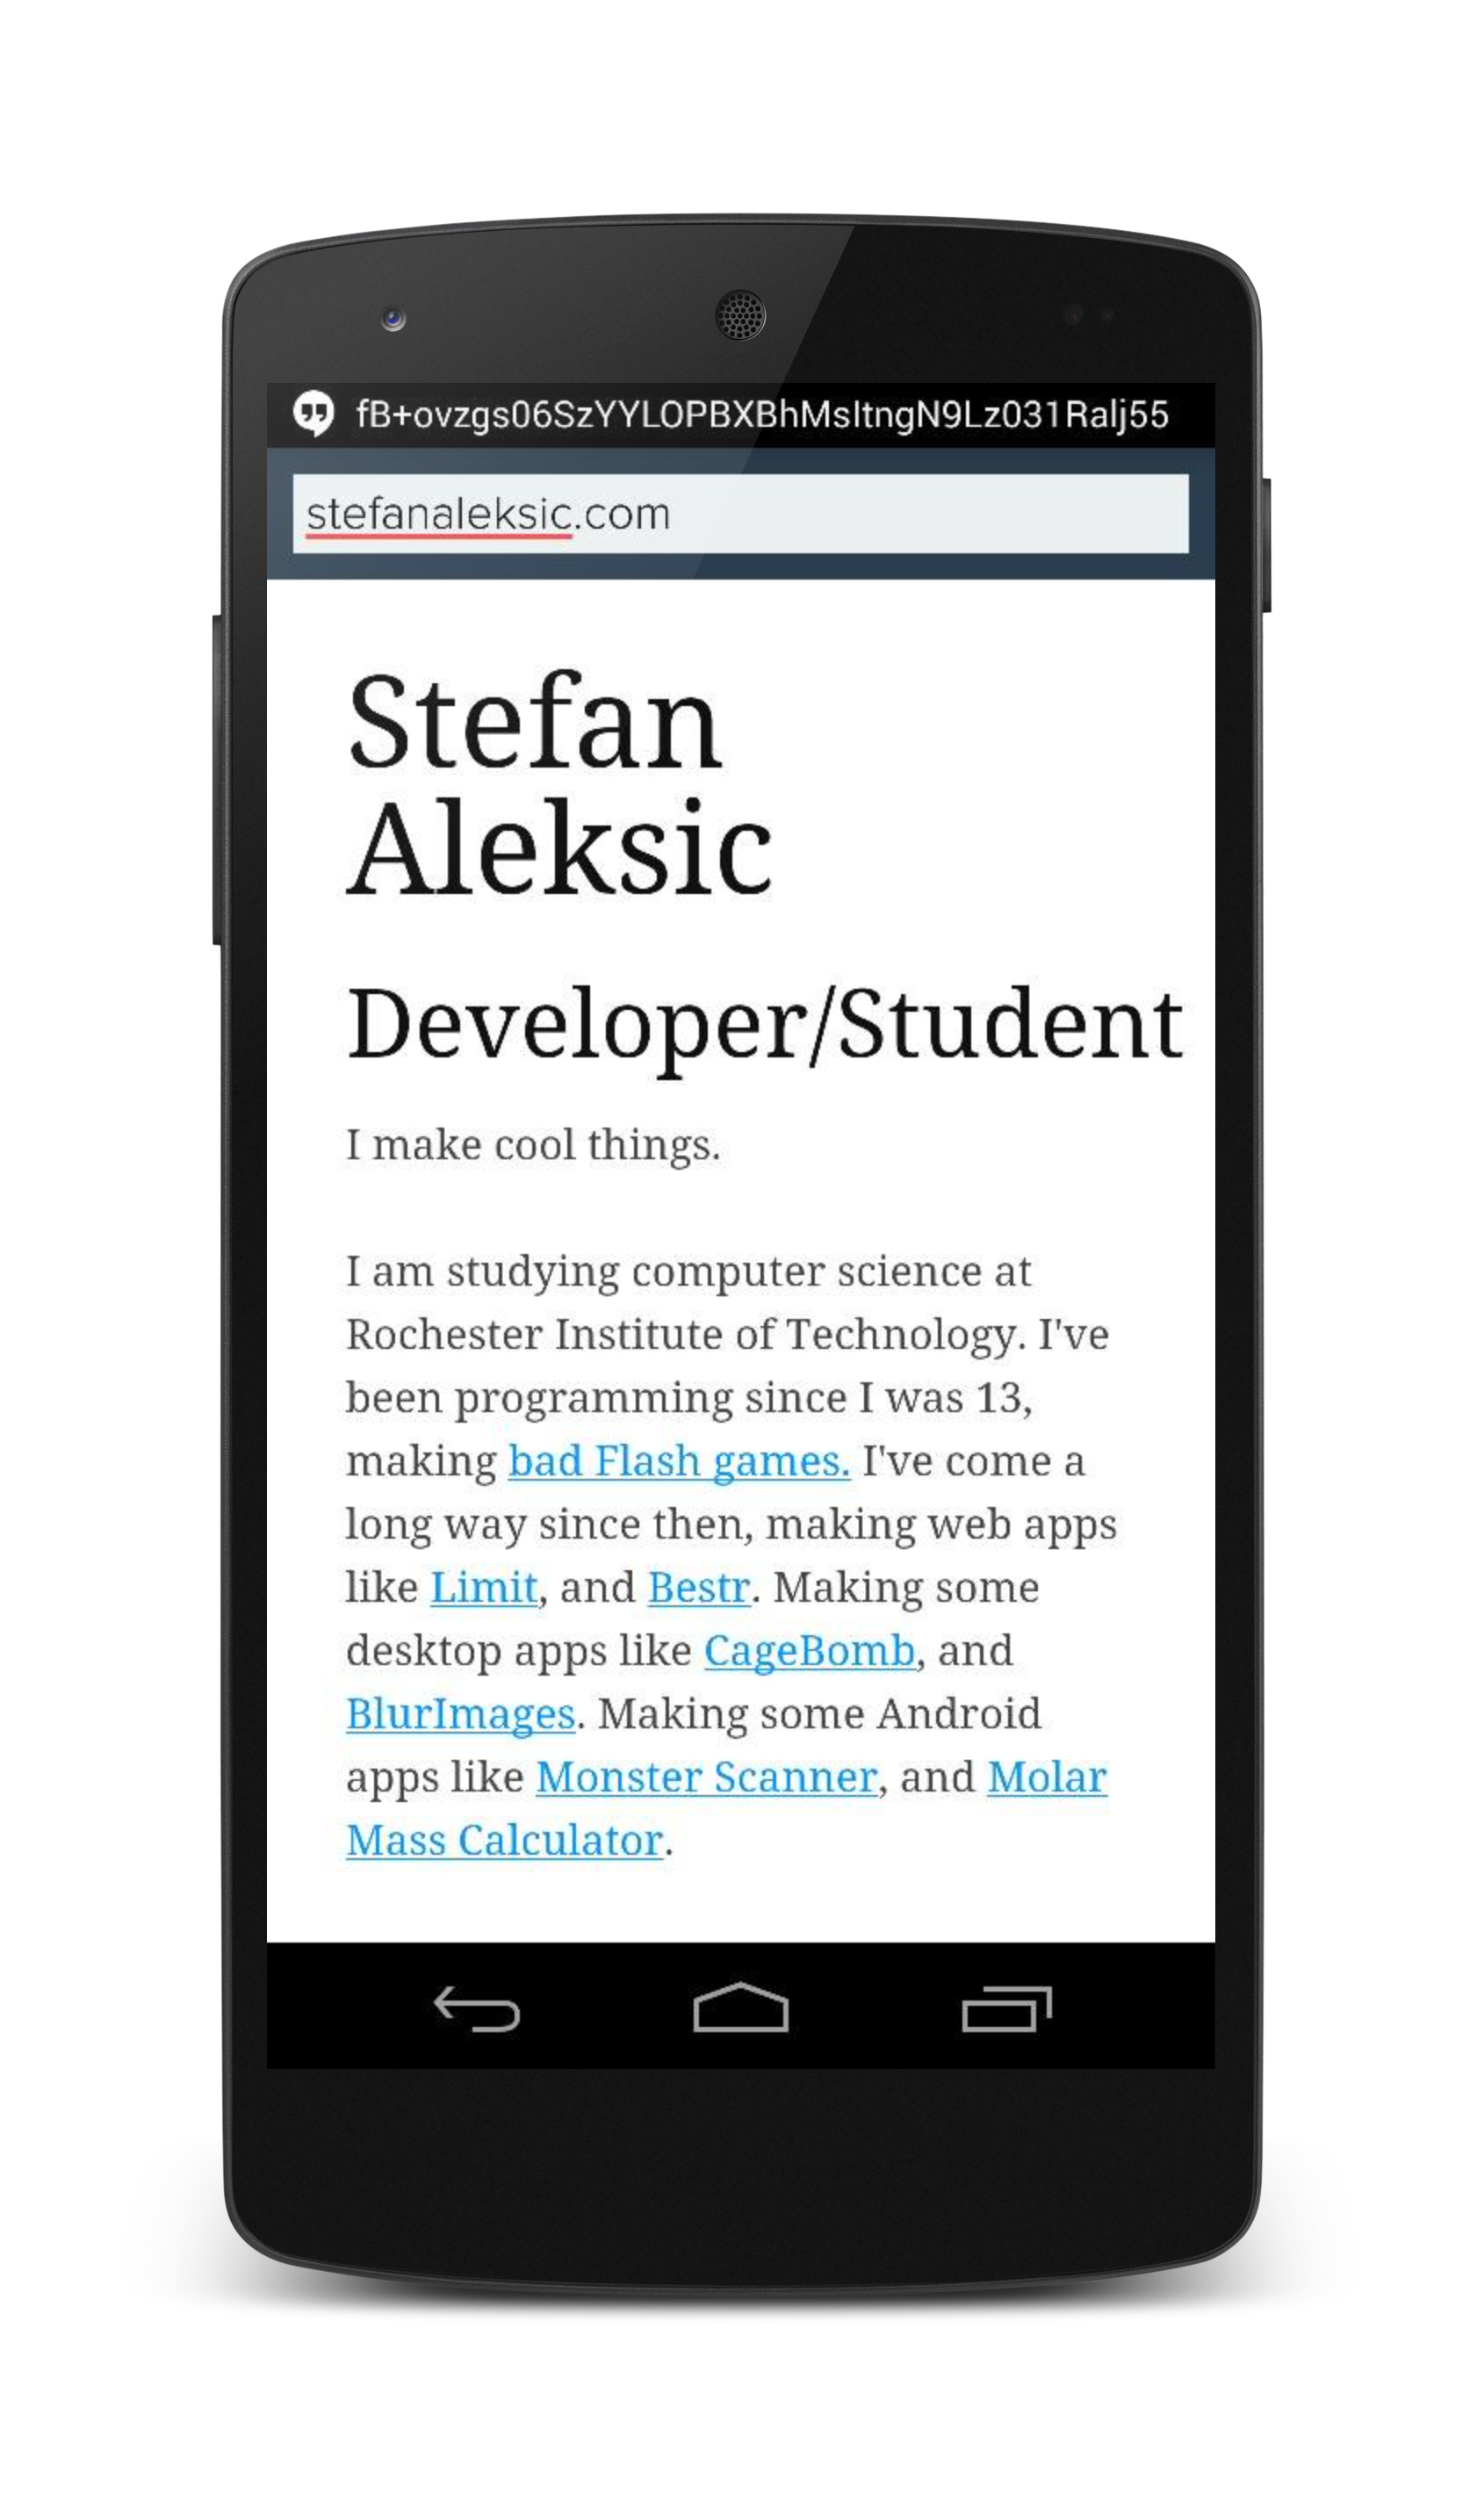 fB+ovzgs06SzYYLOPBXBhMsItngN9Lz031Ralj55
stefanaleksic.com
Stefan
Aleksic
Developer/Student
I make cool things.
I am studying computer science at
Rochester Institute of Technology. I've
been programming since I was 13,
making bad Flash games. I've come a
long way since then, making web apps
like Limit, and Bestr. Making some
desktop apps like CageBomb, and
BlurImages. Making some Android
apps like Monster Scanner, and Molar
Mass Calculator.